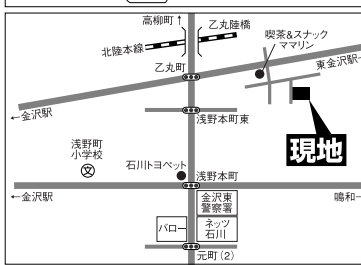 高柳町↑
乙丸陸橋
北陸本線
喫茶&スナック
ママリン
乙丸町
東金沢駅→
←金沢駅
浅野本町東
現地
浅野町
小学校
文
石川トヨペット
浅野本町
←金沢駅
金沢東
警察署
鳴和→
バロー
ネッツ
石川
元町(2)